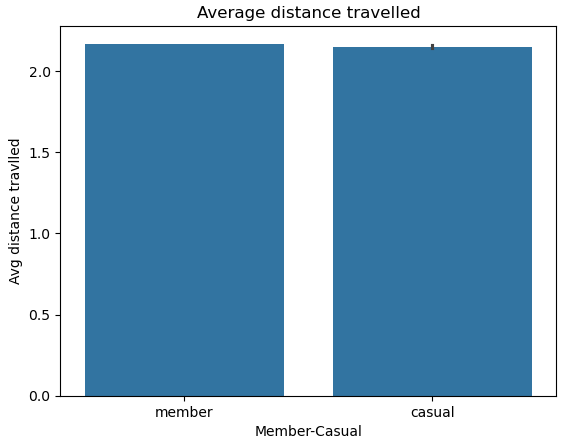 Average distance travelled
Avg distance travlled
2.0
1.5
1.0
0.5
0.0
member
casual
Member-Casual